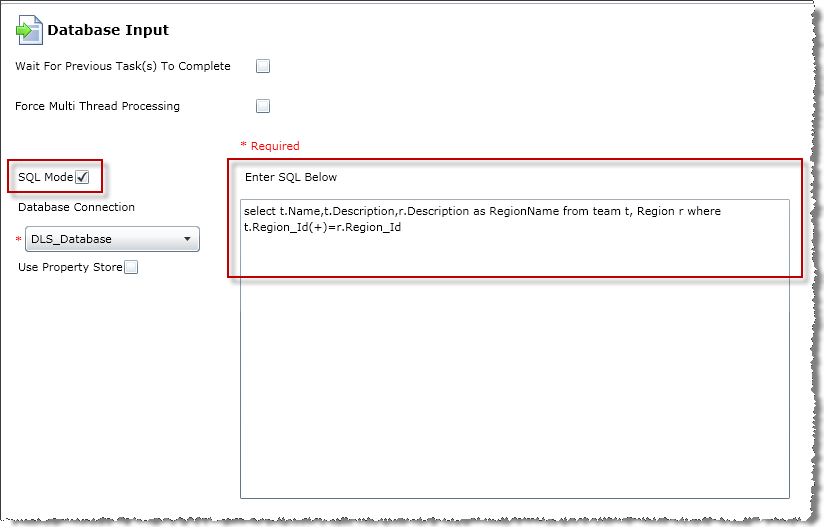 Database Input
Wait For Previous Task(s) To Complete
Force Multi Thread Processing
* Required
SQL Mode
Enter SQL Below
Database Connection
* DLS_Database
Use Property Store
select t.Name,t.Description,r.Description as RegionName from team t, Region r where
t.Region_Id(+)=r.Region_Id